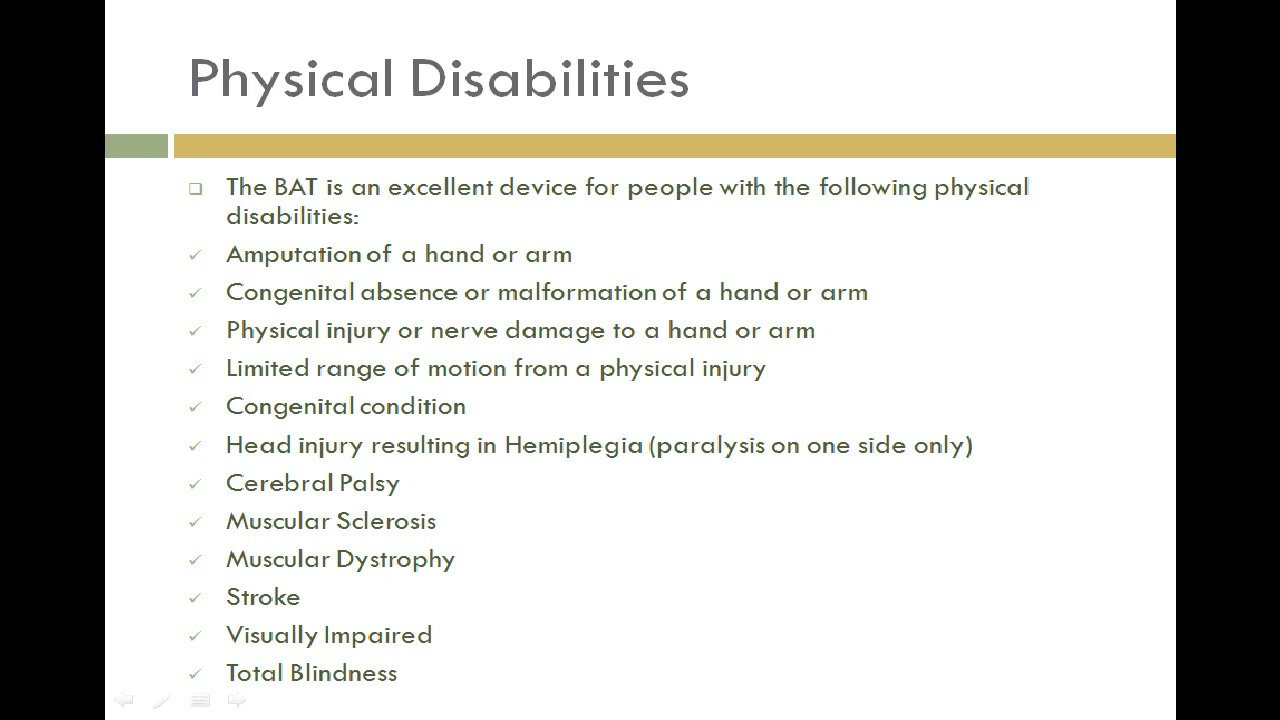 Physical Disabilities
The BAT is an excellent device for people with the following physical
disabilities:
Amputation of a hand or arm
Congenital absence or malformation of a hand or arm
Physical injury or nerve damage to a hand or arm
Limited range of motion from a physical injury
Congenital condition
Head injury resulting in Hemiplegia (paralysis on one side only)
Cerebral Palsy
Muscular Sclerosis
Muscular Dystrophy
Stroke
Visually Impaired
Total Blindness